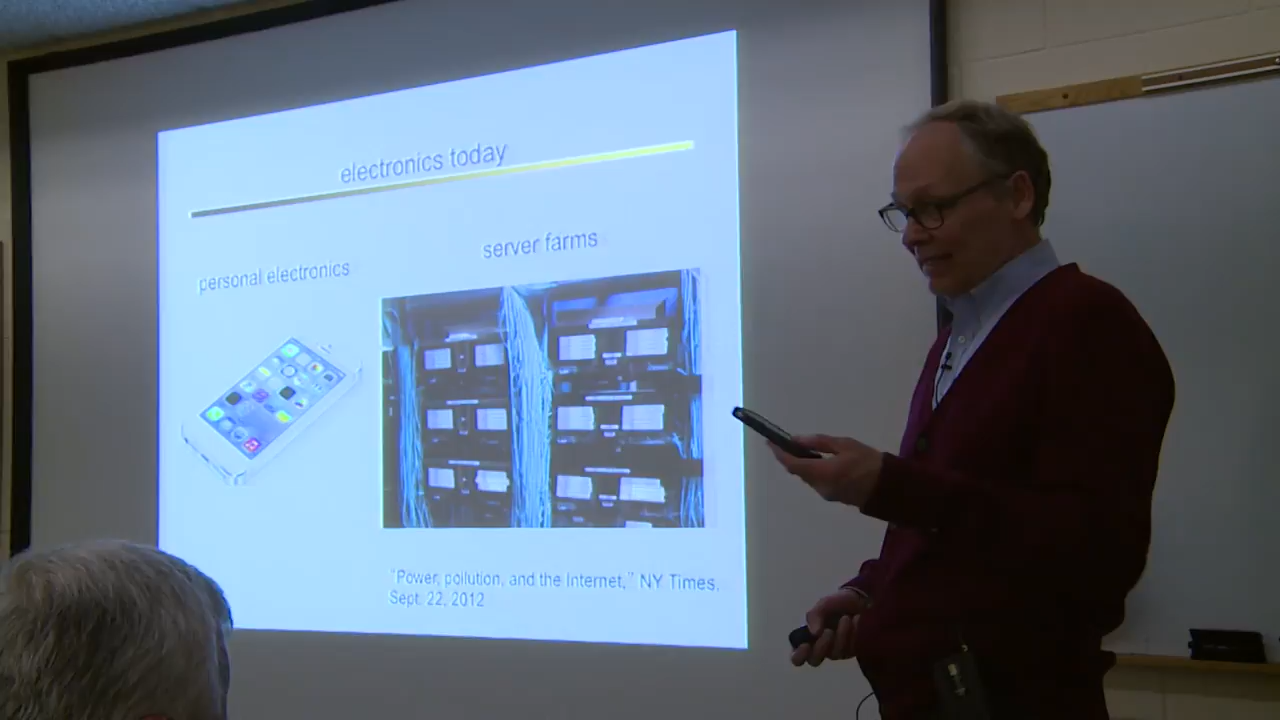 electronics today
personal electronics
server farms
"Power, pollution, and the Internet," NY Times,
Sept. 22, 2012